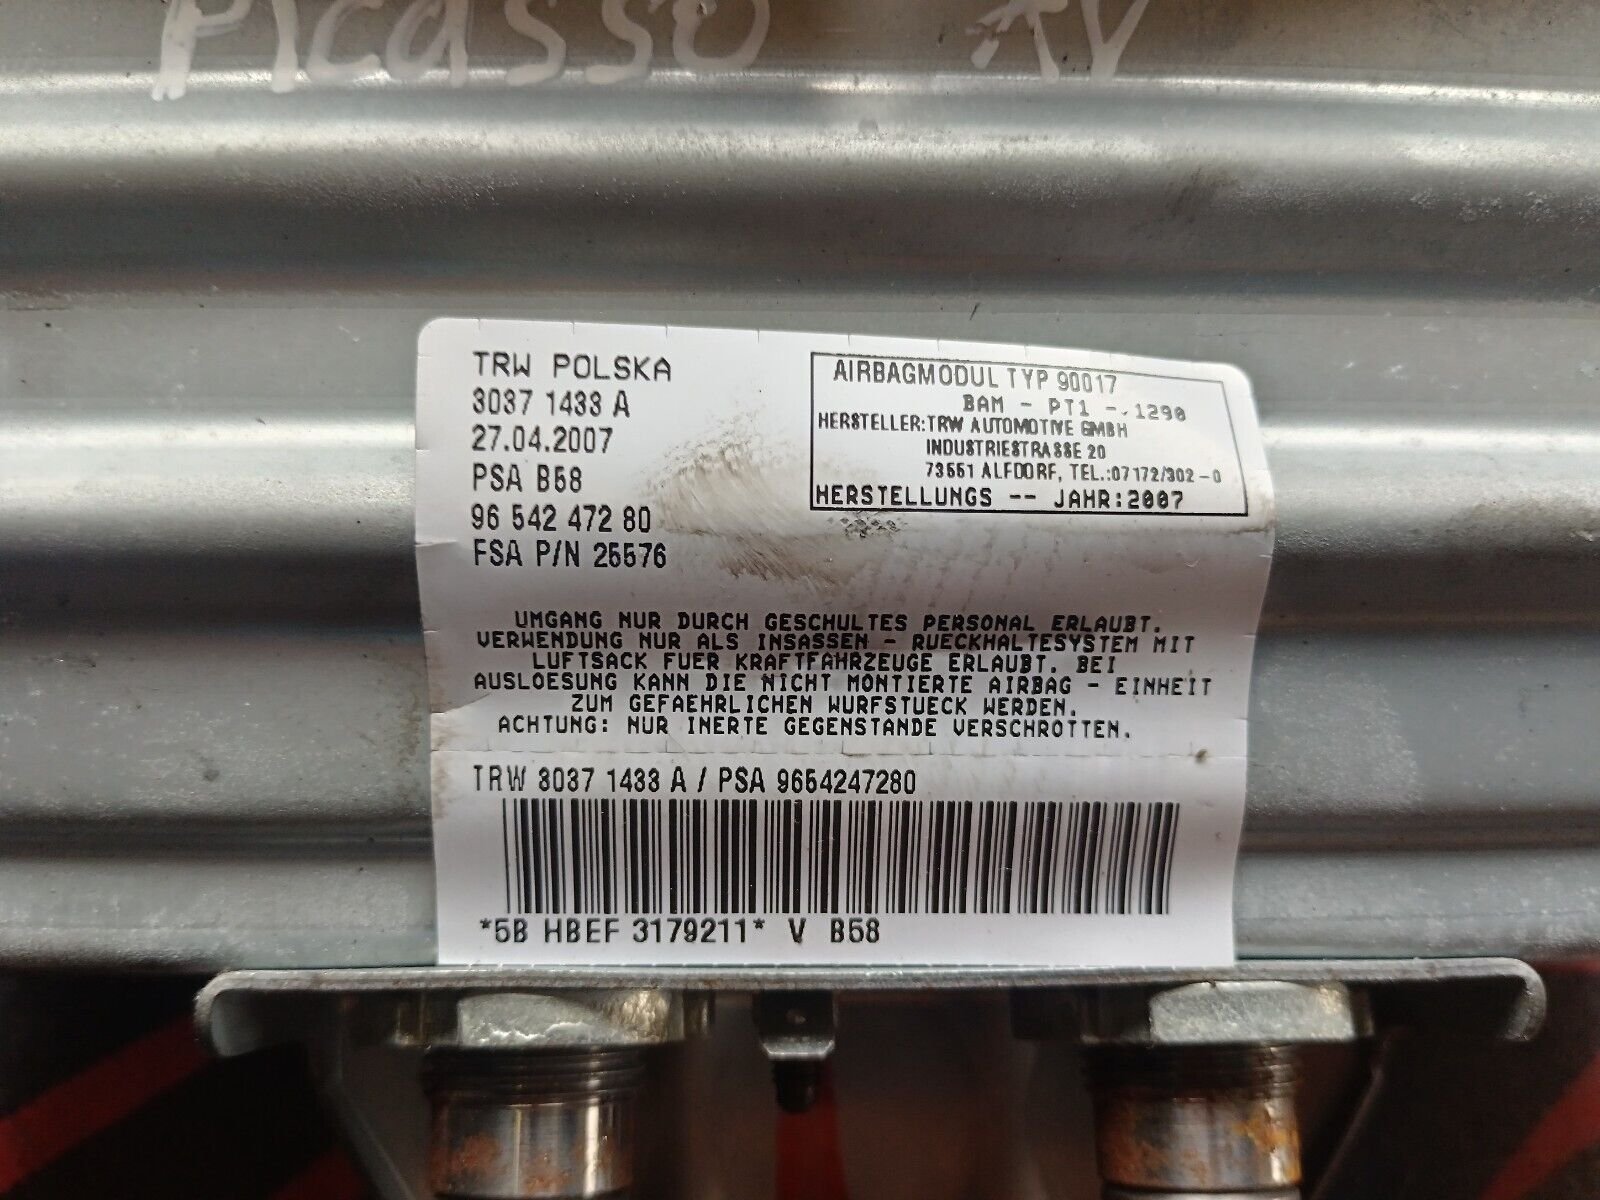 Picasso AV
TRW POLSKA
3037 1433 A
27.04.2007
PSA B58
96 542 472 80
FSA P/N 25576
AIRBAGMODUL TYP 90017
BAM - PT1 - 1290
HERSTELLER:TRW AUTOMOTIVE GMBH
INDUSTRIESTRASSE 20
73551 ALFDORF, TEL.:07172/302-0
HERSTELLUNGS -- JAHR:2007
UMGANG NUR DURCH GESCHULTES PERSONAL ERLAUBT.
VERWENDUNG NUR ALS INSASSEN - RUECKHALTESYSTEM MIT
LUFTSACK FUER KRAFTFAHRZEUGE ERLAUBT. BEI
AUSLOESUNG KANN DIE NICHT MONTIERTE AIRBAG - EINHEIT
ZUM GEFAEHRLICHEN WURFSTUECK WERDEN.
ACHTUNG: NUR INERTE GEGENSTANDE VERSCHROTTEN.
TRW 3037 1433 A / PSA 9654247280
*5B HBEF 3179211* V B58